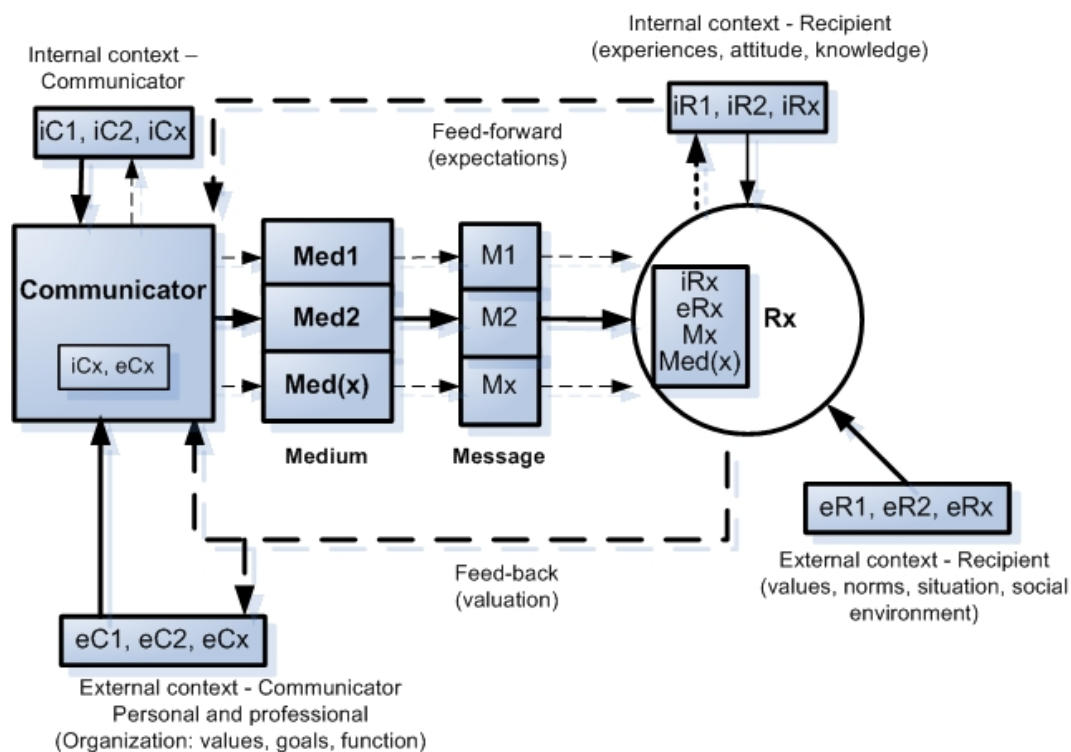 Internal context - Recipient
(experiences, attitude, knowledge)
Internal context –
Communicator
iC1, iC2, iCx
iR1, iR2, iRx
Feed-forward
(expectations)
Communicator
iCx, eCx
Med1
Med2
Med(x)
Medium
M1
M2
Mx
Message
iRx
eRx
Mx
Med(x)
Rx
eR1, eR2, eRx
External context - Recipient
(values, norms, situation, social
environment)
Feed-back
(valuation)
eC1, eC2, eCx
External context - Communicator
Personal and professional
(Organization: values, goals, function)